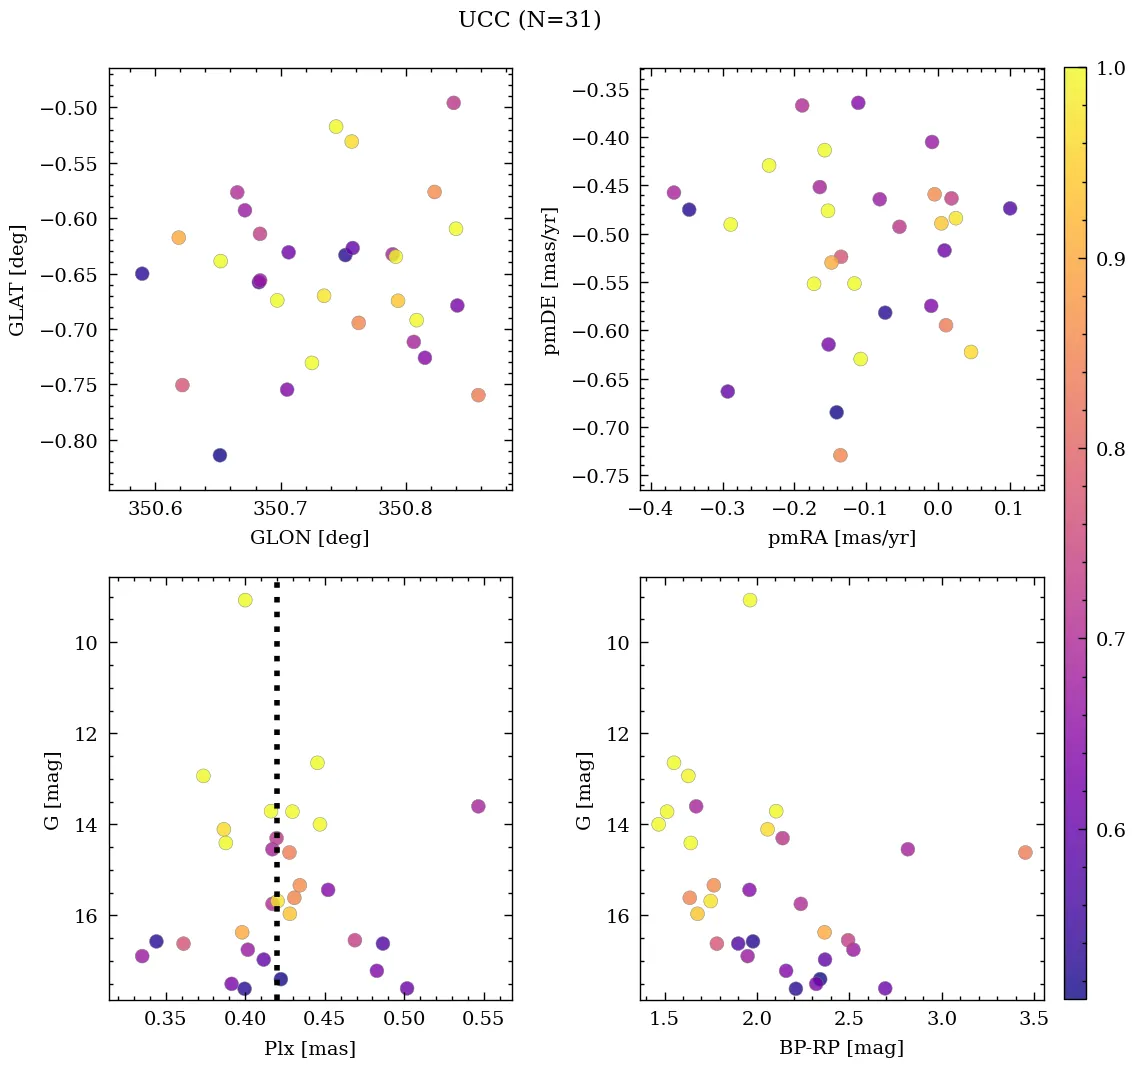 UCC (N=31)
−0.50
−0.55
−0.60
−0.65
−0.70
−0.75
−0.80
GLAT [deg]
350.6 350.7 350.8
GLON [deg]
−0.35
−0.40
−0.45
−0.50
−0.55
−0.60
−0.65
−0.70
−0.75
pmDE [mas/yr]
−0.4 −0.3 −0.2 −0.1 0.0 0.1
pmRA [mas/yr]
10
12
14
16
G [mag]
0.35 0.40 0.45 0.50 0.55
Plx [mas]
10
12
14
16
G [mag]
1.5 2.0 2.5 3.0 3.5
BP-RP [mag]
1.0
0.9
0.8
0.7
0.6